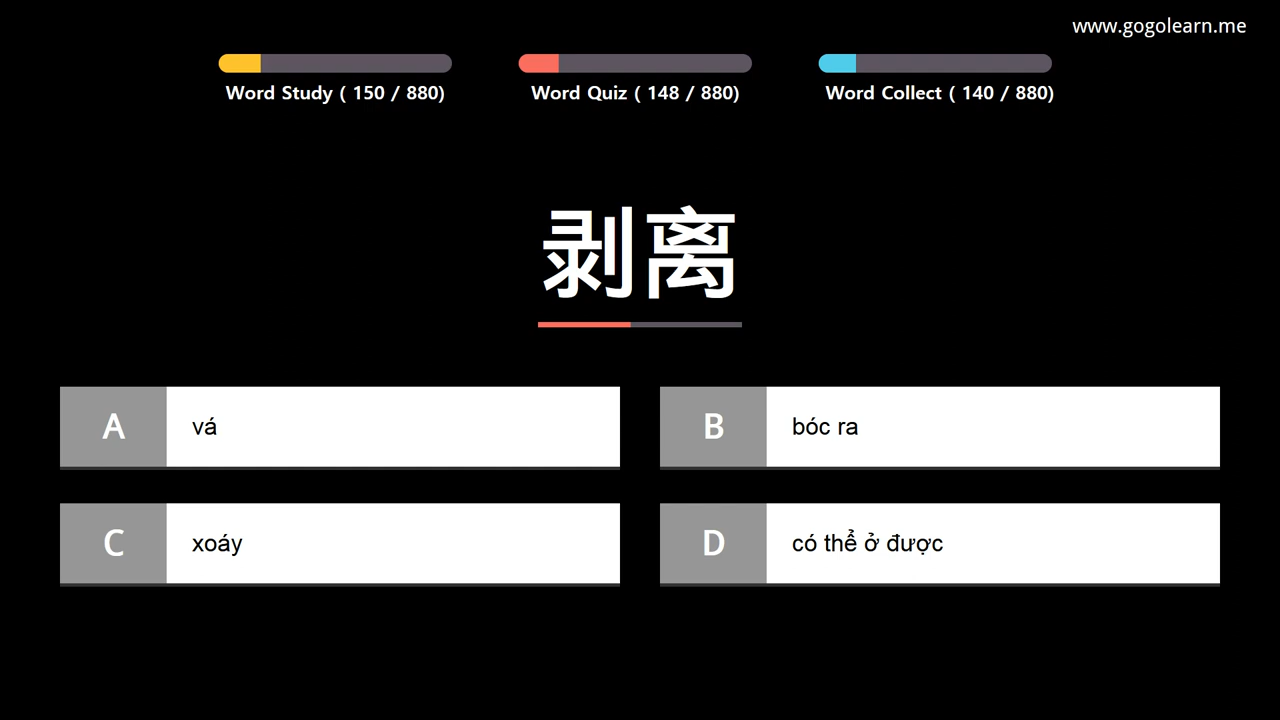 www.gogolearn.me
Word Study ( 150 / 880)
Word Quiz ( 148 / 880)
Word Collect ( 140 / 880)
剥离
A vá
B bóc ra
C xoáy
D có thể ở được